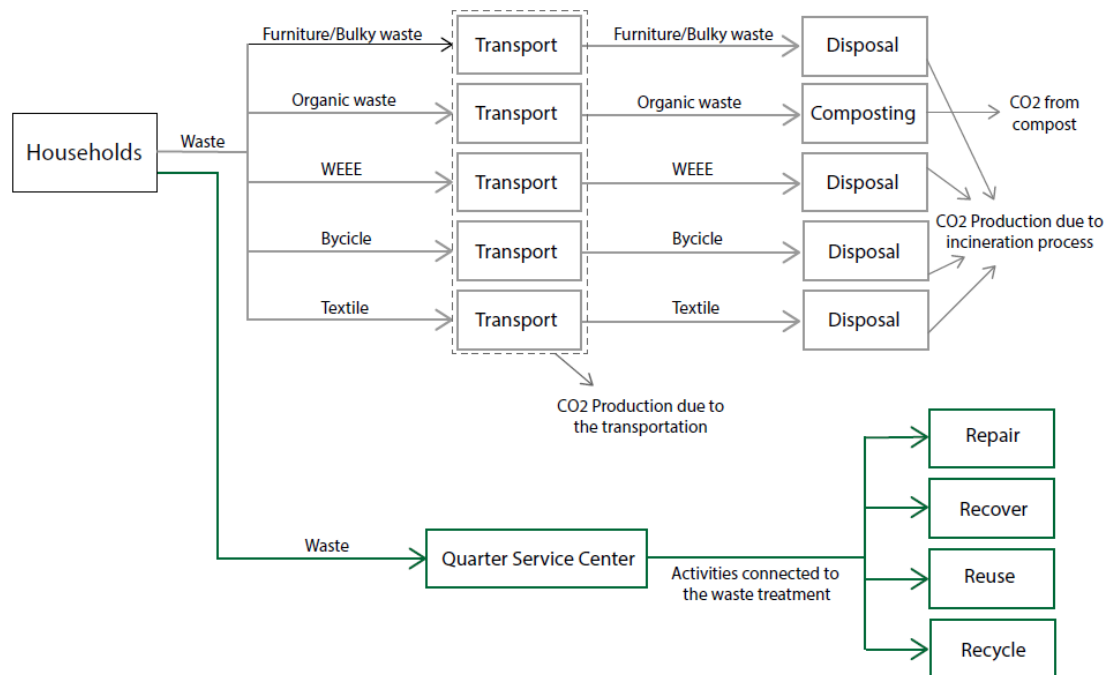 Furniture/Bulky waste
Transport
Furniture/Bulky waste
Disposal
Organic waste
Transport
Organic waste
Composting
CO2 from
compost
Households
Waste
WEEE
Transport
WEEE
Disposal
CO2 Production due to
incineration process
Bycicle
Transport
Bycicle
Disposal
Textile
Transport
Textile
Disposal
CO2 Production due to
the transportation
Repair
Recover
Waste
Quarter Service Center
Activities connected to
the waste treatment
Reuse
Recycle